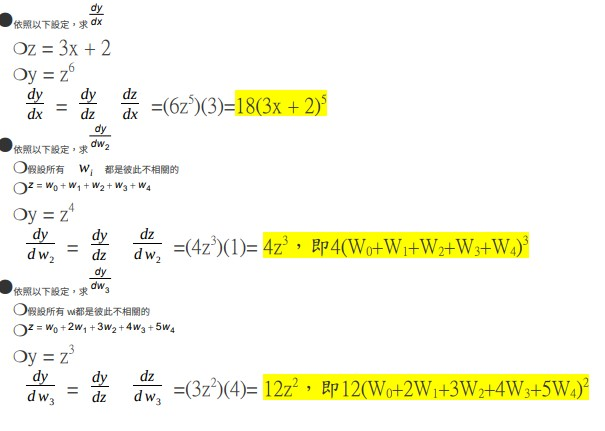 ●依照以下設定，求 dy/dx
❍z = 3x + 2
❍y = z⁶
dy/dx = dy/dz dz/dx =(6z⁵)(3)=18(3x + 2)⁵
●依照以下設定，求 dy/dw₂
❍假設所有 wᵢ 都是彼此不相關的
❍z = w₀ + w₁ + w₂ + w₃ + w₄
❍y = z⁴
dy/dw₂ = dy/dz dz/dw₂ =(4z³)(1)= 4z³，即4(W₀+W₁+W₂+W₃+W₄)³
●依照以下設定，求 dy/dw₃
❍假設所有 wi都是彼此不相關的
❍z = w₀ + 2w₁ + 3w₂ + 4w₃ + 5w₄
❍y = z³
dy/dw₃ = dy/dz dz/dw₃ =(3z²)(4)= 12z²，即12(W₀+2W₁+3W₂+4W₃+5W₄)²